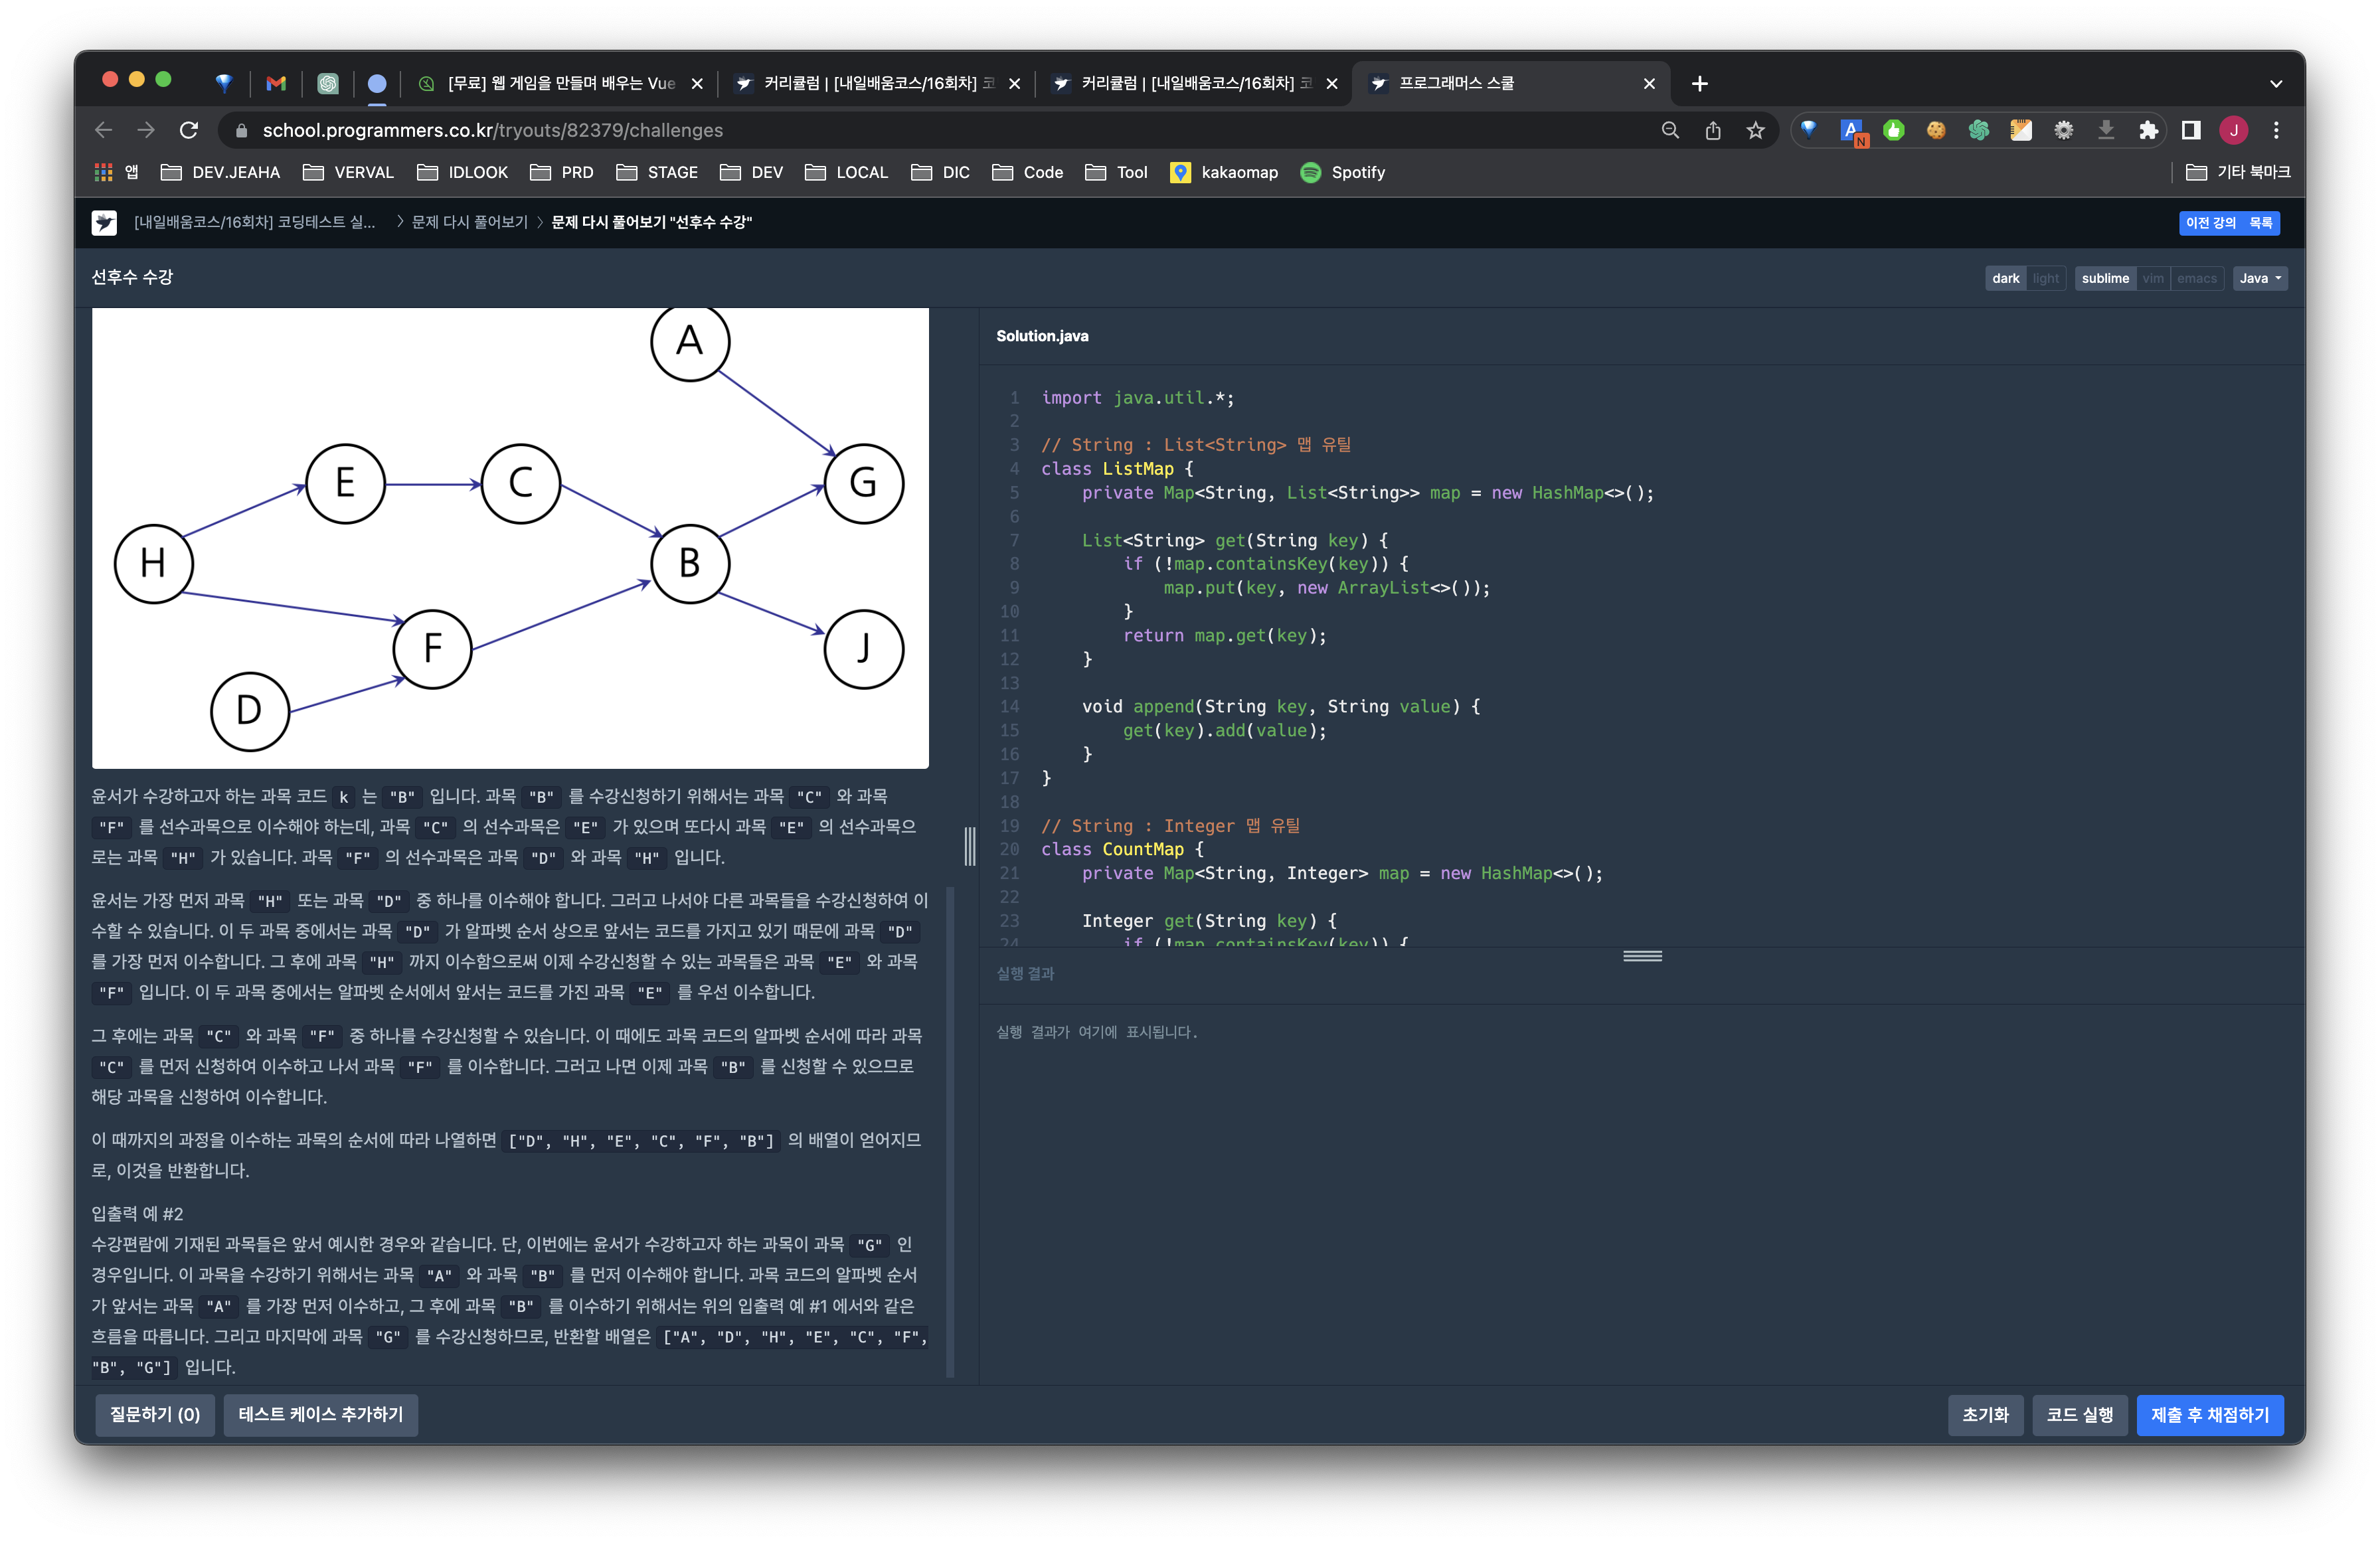 [무료] 웹 게임을 만들며 배우는 Vue
커리큘럼 | [내일배움코스/16회차] 코
커리큘럼 | [내일배움코스/16회차] 코
프로그래머스 스쿨
school.programmers.co.kr/tryouts/82379/challenges
A
N
J
앱
DEV.JEAHA
VERVAL
IDLOOK
PRD
STAGE
DEV
LOCAL
DIC
Code
Tool
kakaomap
Spotify
기타 북마크
[내일배움코스/16회차] 코딩테스트 실... > 문제 다시 풀어보기 > 문제 다시 풀어보기 "선후수 수강"
이전 강의 목록
선후수 수강
dark light sublime vim emacs Java
A
E
C
G
H
B
F
J
D
윤서가 수강하고자 하는 과목 코드 k 는 "B" 입니다. 과목 "B" 를 수강신청하기 위해서는 과목 "C" 와 과목
"F" 를 선수과목으로 이수해야 하는데, 과목 "C" 의 선수과목은 "E" 가 있으며 또다시 과목 "E" 의 선수과목으
로는 과목 "H" 가 있습니다. 과목 "F" 의 선수과목은 과목 "D" 와 과목 "H" 입니다.
윤서는 가장 먼저 과목 "H" 또는 과목 "D" 중 하나를 이수해야 합니다. 그러고 나서야 다른 과목들을 수강신청하여 이
수할 수 있습니다. 이 두 과목 중에서는 과목 "D" 가 알파벳 순서 상으로 앞서는 코드를 가지고 있기 때문에 과목 "D"
를 가장 먼저 이수합니다. 그 후에 과목 "H" 까지 이수함으로써 이제 수강신청할 수 있는 과목들은 과목 "E" 와 과목
"F" 입니다. 이 두 과목 중에서는 알파벳 순서에서 앞서는 코드를 가진 과목 "E" 를 우선 이수합니다.
그 후에는 과목 "C" 와 과목 "F" 중 하나를 수강신청할 수 있습니다. 이 때에도 과목 코드의 알파벳 순서에 따라 과목
"C" 를 먼저 신청하여 이수하고 나서 과목 "F" 를 이수합니다. 그러고 나면 이제 과목 "B" 를 신청할 수 있으므로
해당 과목을 신청하여 이수합니다.
이 때까지의 과정을 이수하는 과목의 순서에 따라 나열하면 ["D", "H", "E", "C", "F", "B"] 의 배열이 얻어지므
로, 이것을 반환합니다.
입출력 예 #2
수강편람에 기재된 과목들은 앞서 예시한 경우와 같습니다. 단, 이번에는 윤서가 수강하고자 하는 과목이 과목 "G" 인
경우입니다. 이 과목을 수강하기 위해서는 과목 "A" 와 과목 "B" 를 먼저 이수해야 합니다. 과목 코드의 알파벳 순서
가 앞서는 과목 "A" 를 가장 먼저 이수하고, 그 후에 과목 "B" 를 이수하기 위해서는 위의 입출력 예 #1 에서와 같은
흐름을 따릅니다. 그리고 마지막에 과목 "G" 를 수강신청하므로, 반환할 배열은 ["A", "D", "H", "E", "C", "F",
"B", "G"] 입니다.
Solution.java
1 import java.util.*;
2
3 // String : List<String> 맵 유틸
4 class ListMap {
5 private Map<String, List<String>> map = new HashMap<>();
6
7 List<String> get(String key) {
8 if (!map.containsKey(key)) {
9 map.put(key, new ArrayList<>());
10 }
11 return map.get(key);
12 }
13
14 void append(String key, String value) {
15 get(key).add(value);
16 }
17 }
18
19 // String : Integer 맵 유틸
20 class CountMap {
21 private Map<String, Integer> map = new HashMap<>();
22
23 Integer get(String key) {
24 if (!map.containsKey(key)) {
실행 결과
실행 결과가 여기에 표시됩니다.
질문하기 (0)
테스트 케이스 추가하기
초기화
코드 실행
제출 후 채점하기